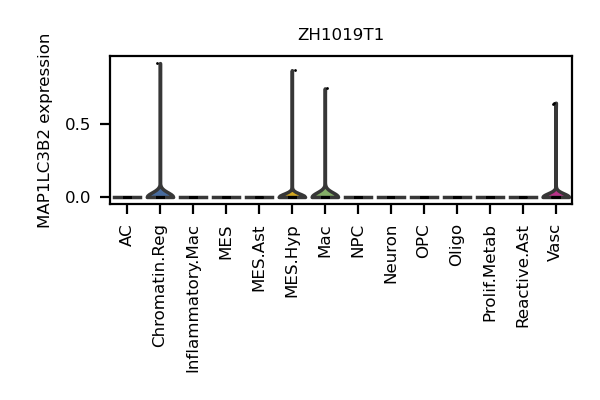 ZH1019T1
MAP1LC3B2 expression
0.5
0.0
AC
Chromatin.Reg
Inflammatory.Mac
MES
MES.Ast
MES.Hyp
Mac
NPC
Neuron
OPC
Oligo
Prolif.Metab
Reactive.Ast
Vasc